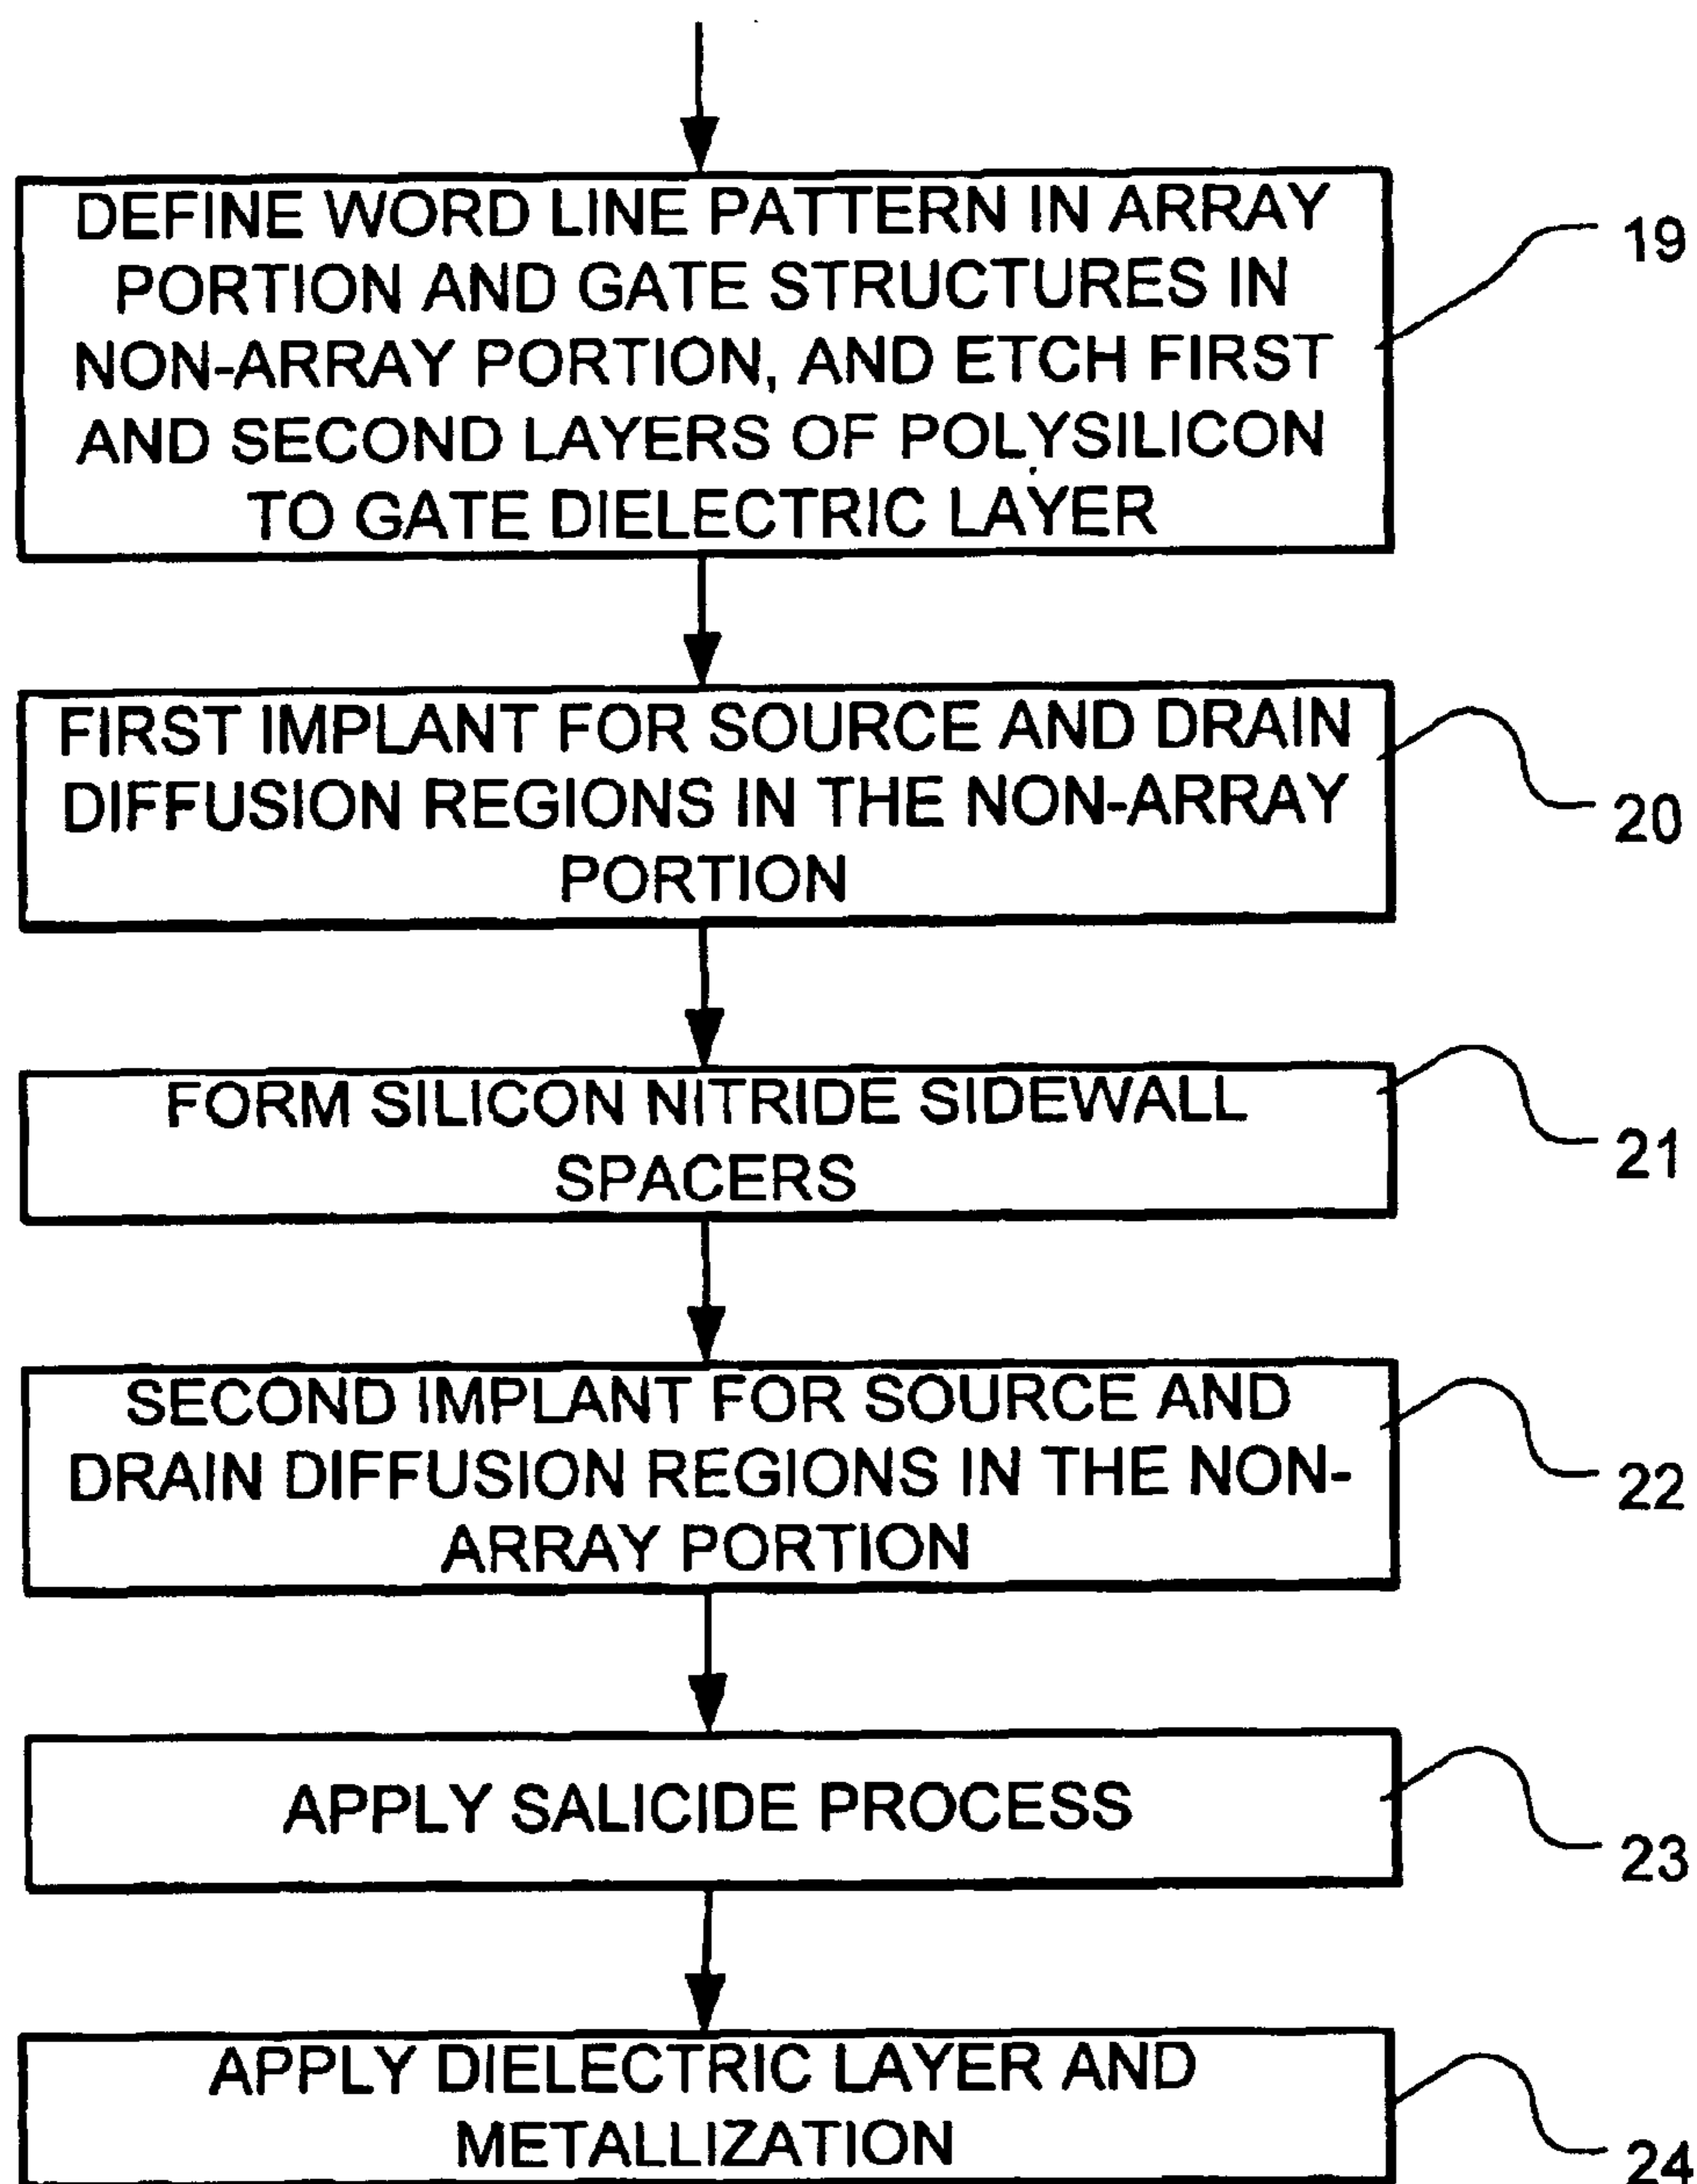 DEFINE WORD LINE PATTERN IN ARRAY
PORTION AND GATE STRUCTURES IN
NON-ARRAY PORTION, AND ETCH FIRST
AND SECOND LAYERS OF POLYSILICON
TO GATE DIELECTRIC LAYER
19
FIRST IMPLANT FOR SOURCE AND DRAIN
DIFFUSION REGIONS IN THE NON-ARRAY
PORTION
20
FORM SILICON NITRIDE SIDEWALL
SPACERS
21
SECOND IMPLANT FOR SOURCE AND
DRAIN DIFFUSION REGIONS IN THE NON-
ARRAY PORTION
22
APPLY SALICIDE PROCESS
23
APPLY DIELECTRIC LAYER AND
METALLIZATION
24